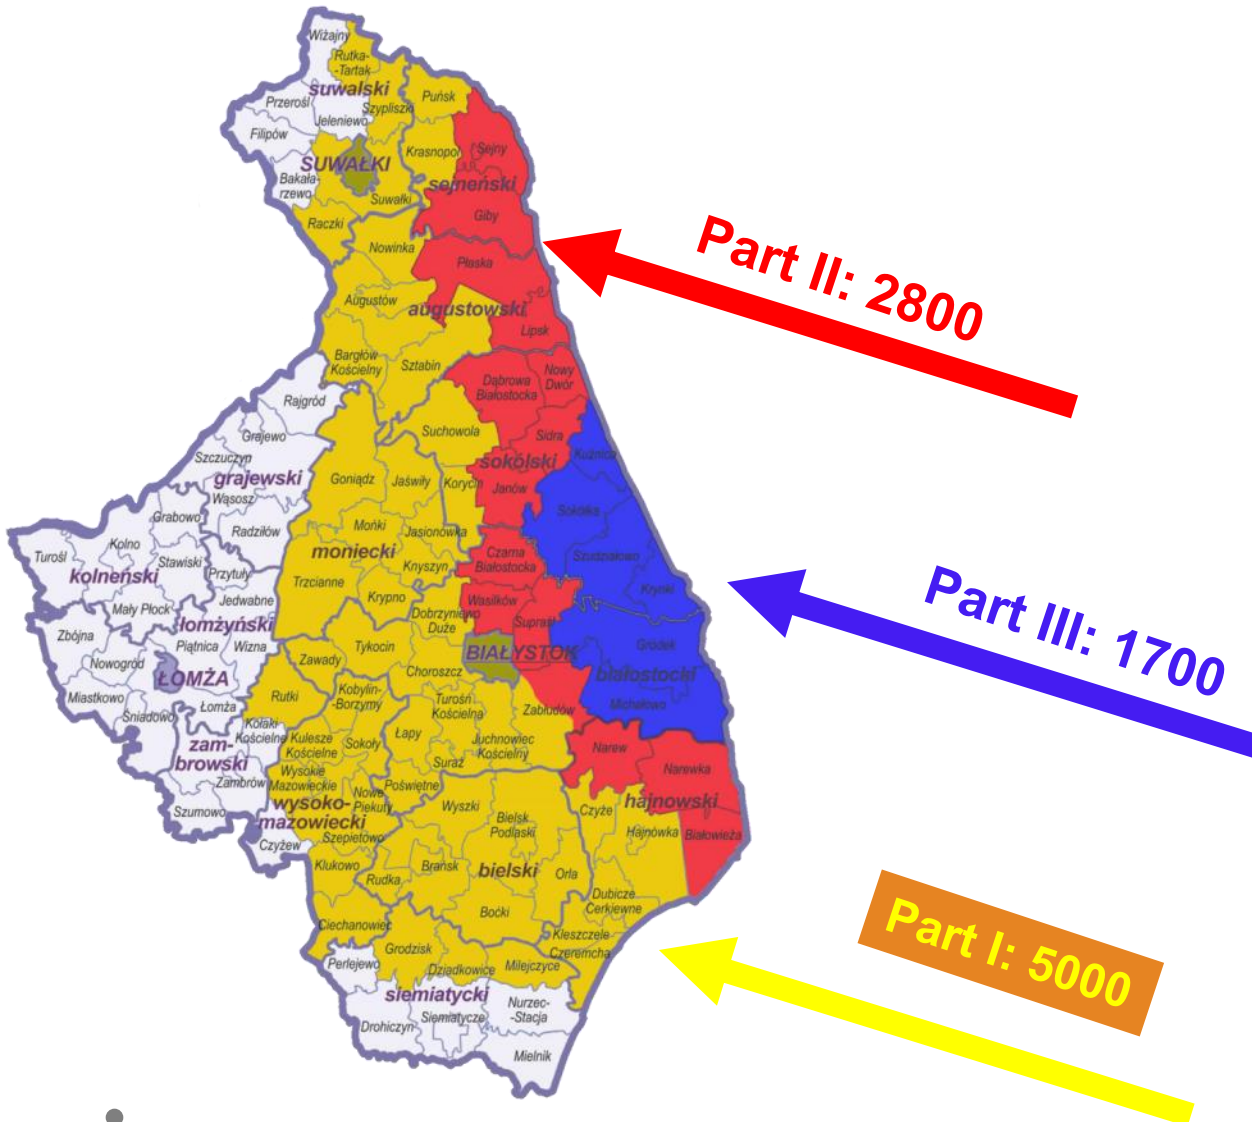 Wiżajny
Rutka-
-Tartak
suwalski
Przerośl
Szypliszki
Puńsk
Jeleniewo
Filipów
Krasnopol
Sejny
SUWAŁKI
Bakała-
rzewo
sejneński
Suwałki
Giby
Raczki
Nowinka
Płaska
Part II: 2800
Augustów
augustowski
Lipsk
Bargłów
Kościelny
Sztabin
Nowy
Dwór
Dąbrowa
Białostocka
Rajgród
Suchowola
Sidra
Grajewo
Kuźnica
Szczuczyn
sokólski
grajewski
Goniądz
Jaświły
Korycin
Janów
Wąsosz
Grabowo
Sokółka
Mońki
Radziłów
Jasionówka
Kolno
moniecki
Turośl
Stawiski
Czarna
Białostocka
Szudziałowo
kolneński
Przytuły
Knyszyn
Trzcianne
Krynki
Part III: 1700
Krypno
Jedwabne
Wasilków
Mały Płock
Dobrzyniewo
Duże
łomżyński
Supraśl
Zbójna
Piątnica
Wizna
Tykocin
Gródek
Nowogród
Zawady
BIAŁYSTOK
ŁOMŻA
Choroszcz
białostocki
Miastkowo
Rutki
Kobylin-
-Borzymy
Turośń
Kościelna
Michałowo
Śniadowo
Łomża
Zabłudów
Kołaki
Kościelne
Kulesze
Kościelne
Sokoły
Łapy
Juchnowiec
Kościelny
Narew
zam-
browski
Suraż
Wysokie
Mazowieckie
Narewka
Zambrów
Nowe
Piekuty
Poświętne
wysoko-
mazowiecki
Wyszki
Czyże
hajnowski
Szumowo
Bielsk
Podlaski
Hajnówka
Białowieża
Szepietowo
Czyżew
Klukowo
Brańsk
bielski
Orla
Rudka
Dubicze
Cerkiewne
Part I: 5000
Boćki
Ciechanowiec
Kleszczele
Grodzisk
Czeremcha
Perlejewo
Dziadkowice
Milejczyce
siemiatycki
Nurzec-
-Stacja
Drohiczyn
Siemiatycze
Mielnik